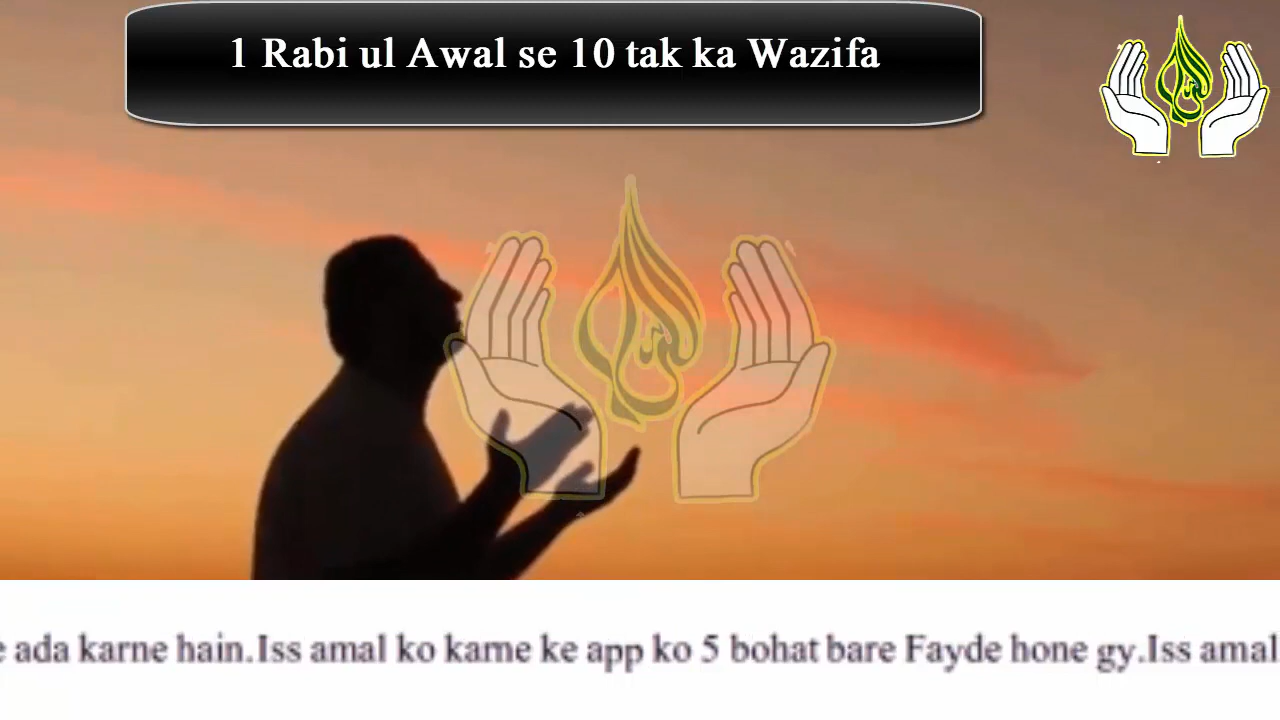 1 Rabi ul Awal se 10 tak ka Wazifa
ada karne hain.Iss amal ko karne ke app ko 5 bohat bare Fayde hone gy.Iss amal